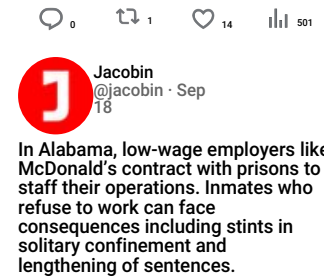 0 1 14 501
Jacobin
@jacobin · Sep
18
In Alabama, low-wage employers like
McDonald's contract with prisons to
staff their operations. Inmates who
refuse to work can face
consequences including stints in
solitary confinement and
lengthening of sentences.